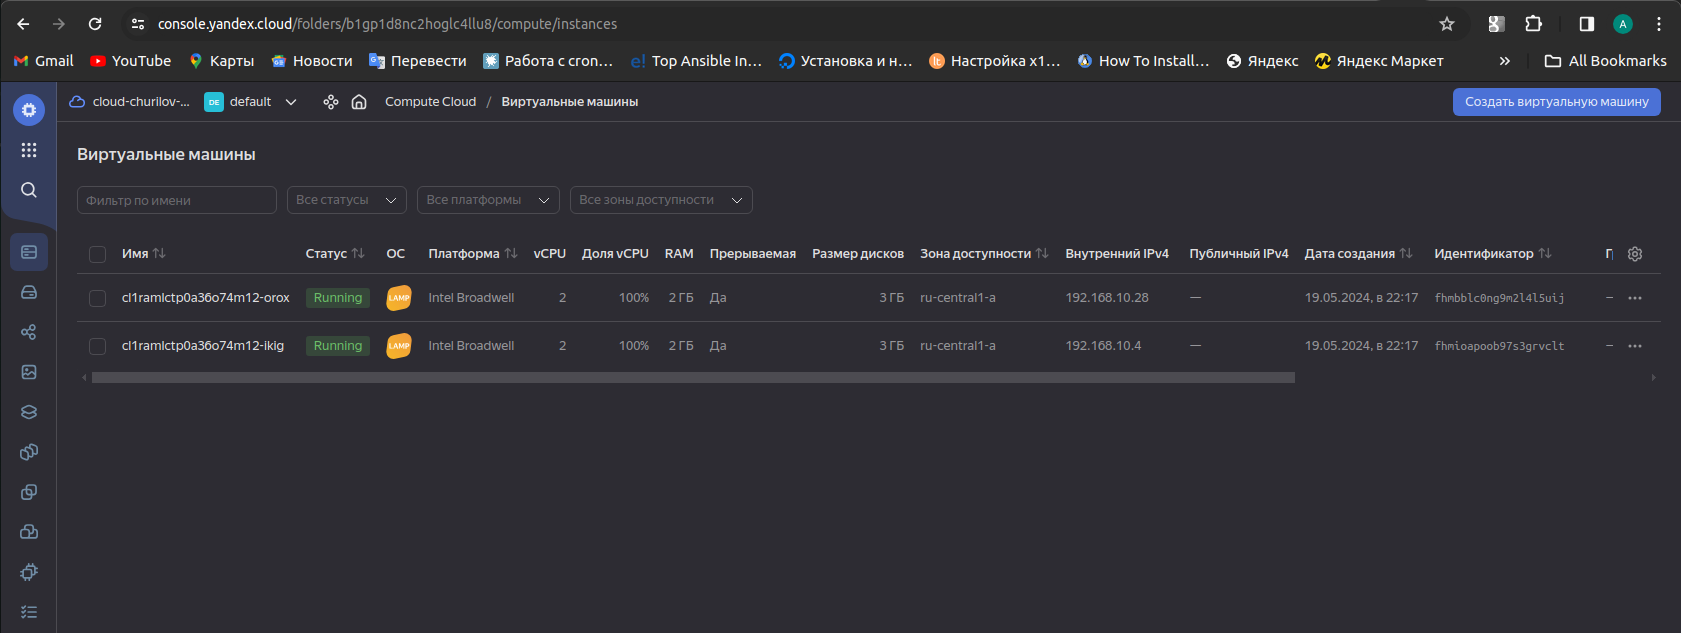 console.yandex.cloud/folders/b1gp1d8nc2hoglc4llu8/compute/instances
A
Gmail YouTube Карты Новости Перевести Работа с cron… e! Top Ansible In… Установка и н… lt Настройка x1… How To Install… Яндекс Яндекс Маркет » All Bookmarks
cloud-churilov-... DE default Compute Cloud / Виртуальные машины Создать виртуальную машину
Виртуальные машины
Фильтр по имени Все статусы Все платформы Все зоны доступности
Имя Статус ОС Платформа vCPU Доля vCPU RAM Прерываемая Размер дисков Зона доступности Внутренний IPv4 Публичный IPv4 Дата создания Идентификатор
cl1ramlctp0a36o74m12-orox Running LAMP Intel Broadwell 2 100% 2 ГБ Да 3 ГБ ru-central1-a 192.168.10.28 — 19.05.2024, в 22:17 fhmbblc0ng9m2l4l5uij –
cl1ramlctp0a36o74m12-ikig Running LAMP Intel Broadwell 2 100% 2 ГБ Да 3 ГБ ru-central1-a 192.168.10.4 — 19.05.2024, в 22:17 fhmioapoob97s3grvclt –